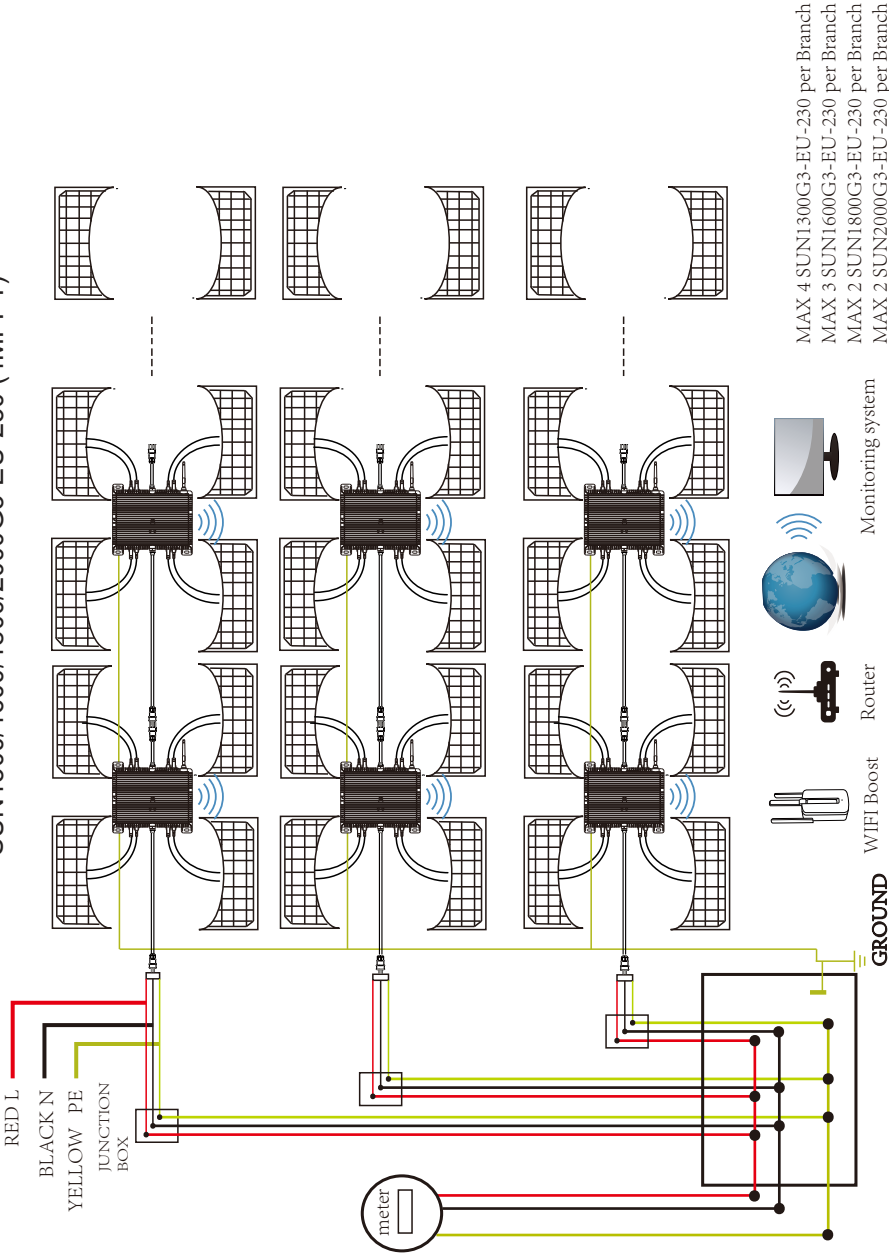 RED L
BLACK N
YELLOW PE
JUNCTION
BOX
meter
GROUND
WIFI Boost
Router
Monitoring system
MAX 4 SUN1300G3-EU-230 per Branch
MAX 3 SUN1600G3-EU-230 per Branch
MAX 2 SUN1800G3-EU-230 per Branch
MAX 2 SUN2000G3-EU-230 per Branch